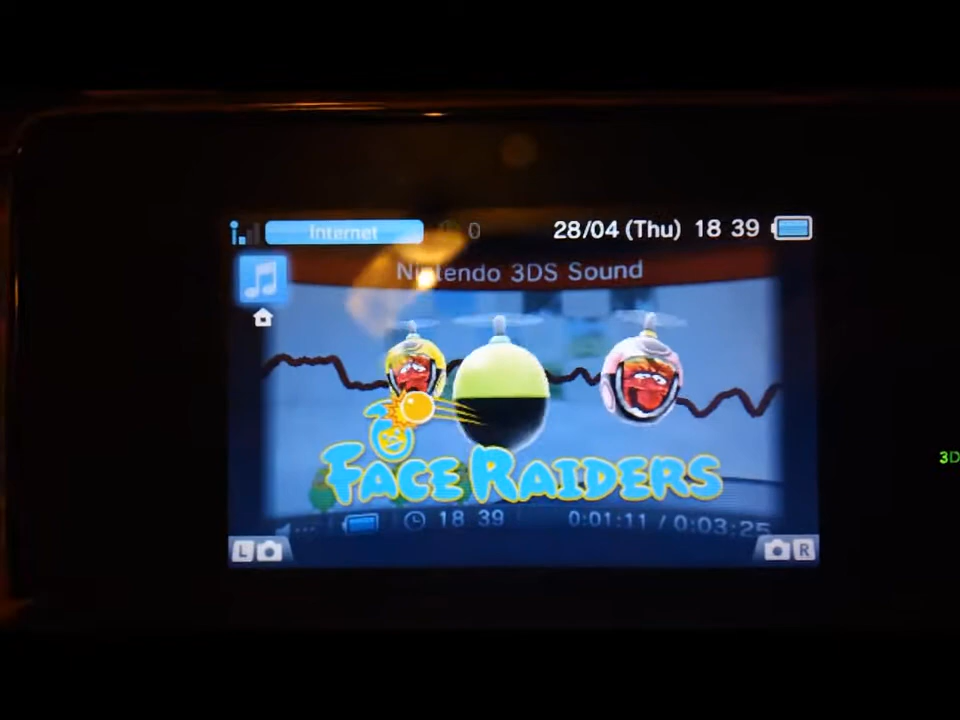 Internet
0
28/04 (Thu) 18 39
Nintendo 3DS Sound
FACE RAIDERS
18 39
0:01:11 / 0:03:25
L
R
3D